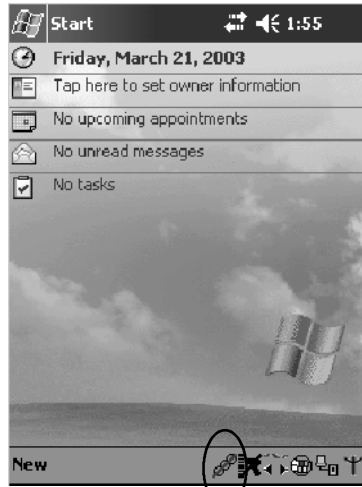 Start 1:55
Friday, March 21, 2003
Tap here to set owner information
No upcoming appointments
No unread messages
No tasks
New